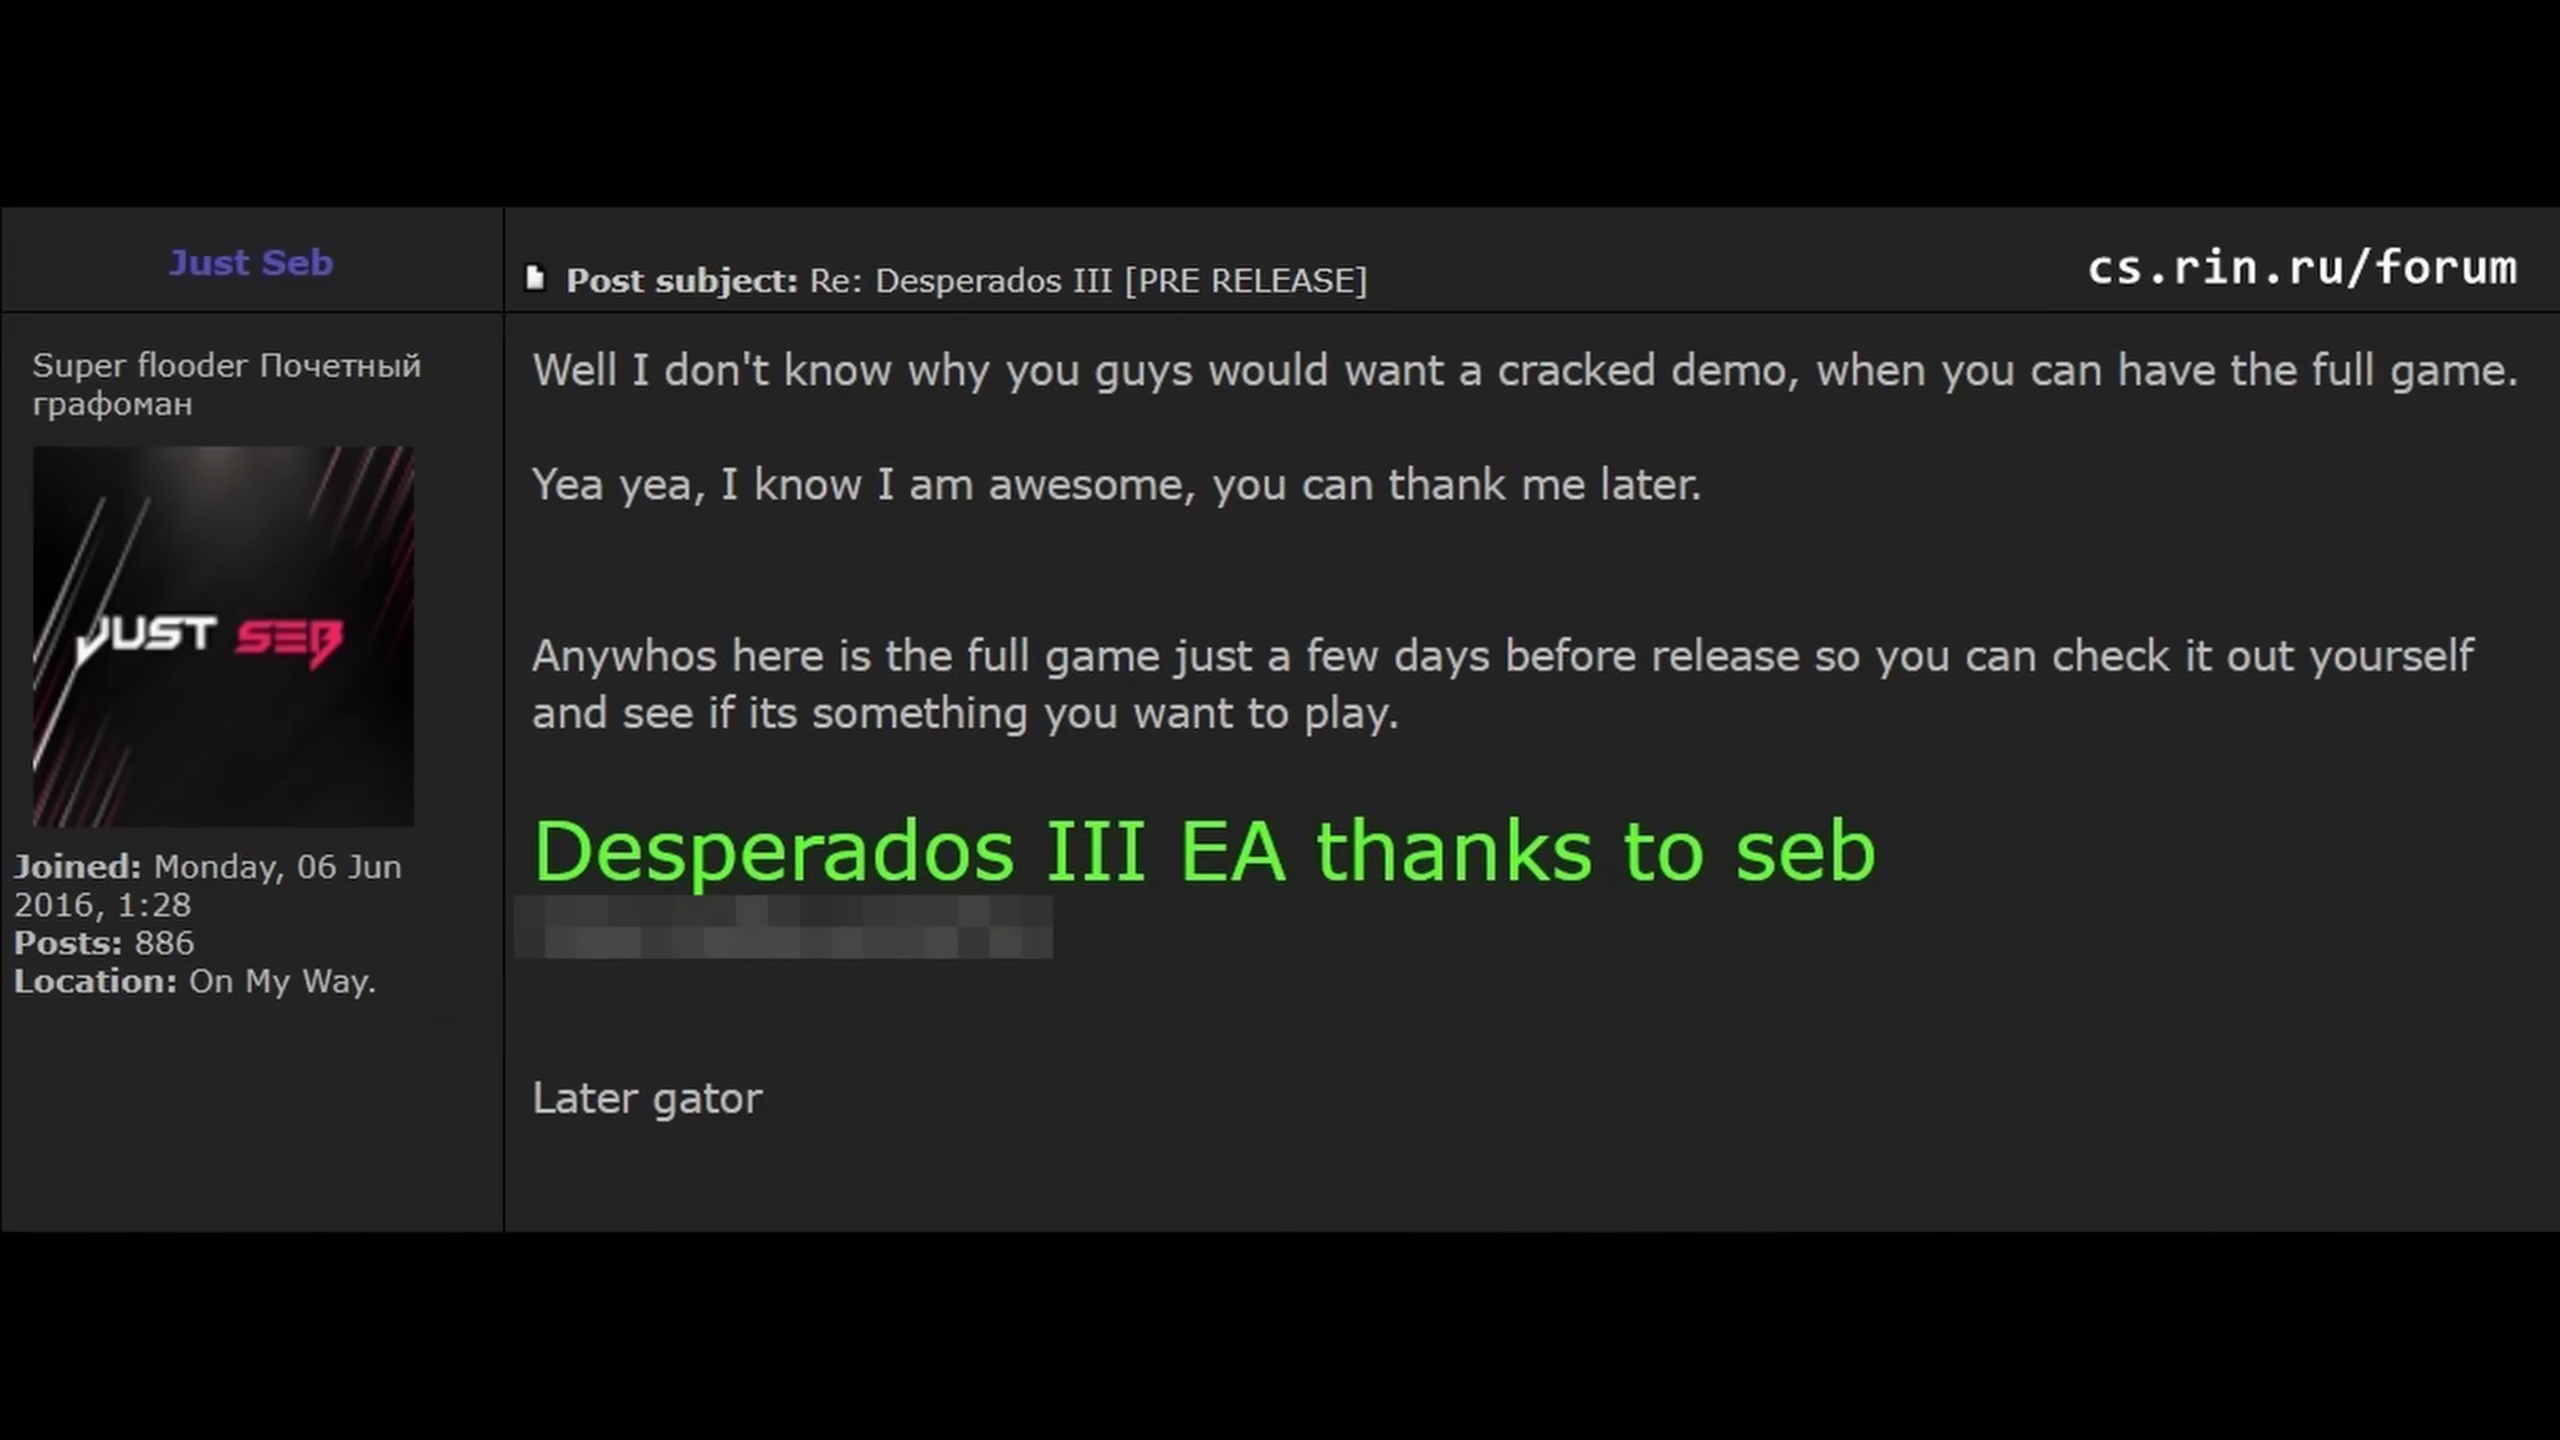 Just Seb
Post subject: Re: Desperados III [PRE RELEASE]
cs.rin.ru/forum
Super flooder Почетный
графоман
JUST SEB
Joined: Monday, 06 Jun
2016, 1:28
Posts: 886
Location: On My Way.
Well I don't know why you guys would want a cracked demo, when you can have the full game.
Yea yea, I know I am awesome, you can thank me later.
Anywhos here is the full game just a few days before release so you can check it out yourself
and see if its something you want to play.
Desperados III EA thanks to seb
Later gator